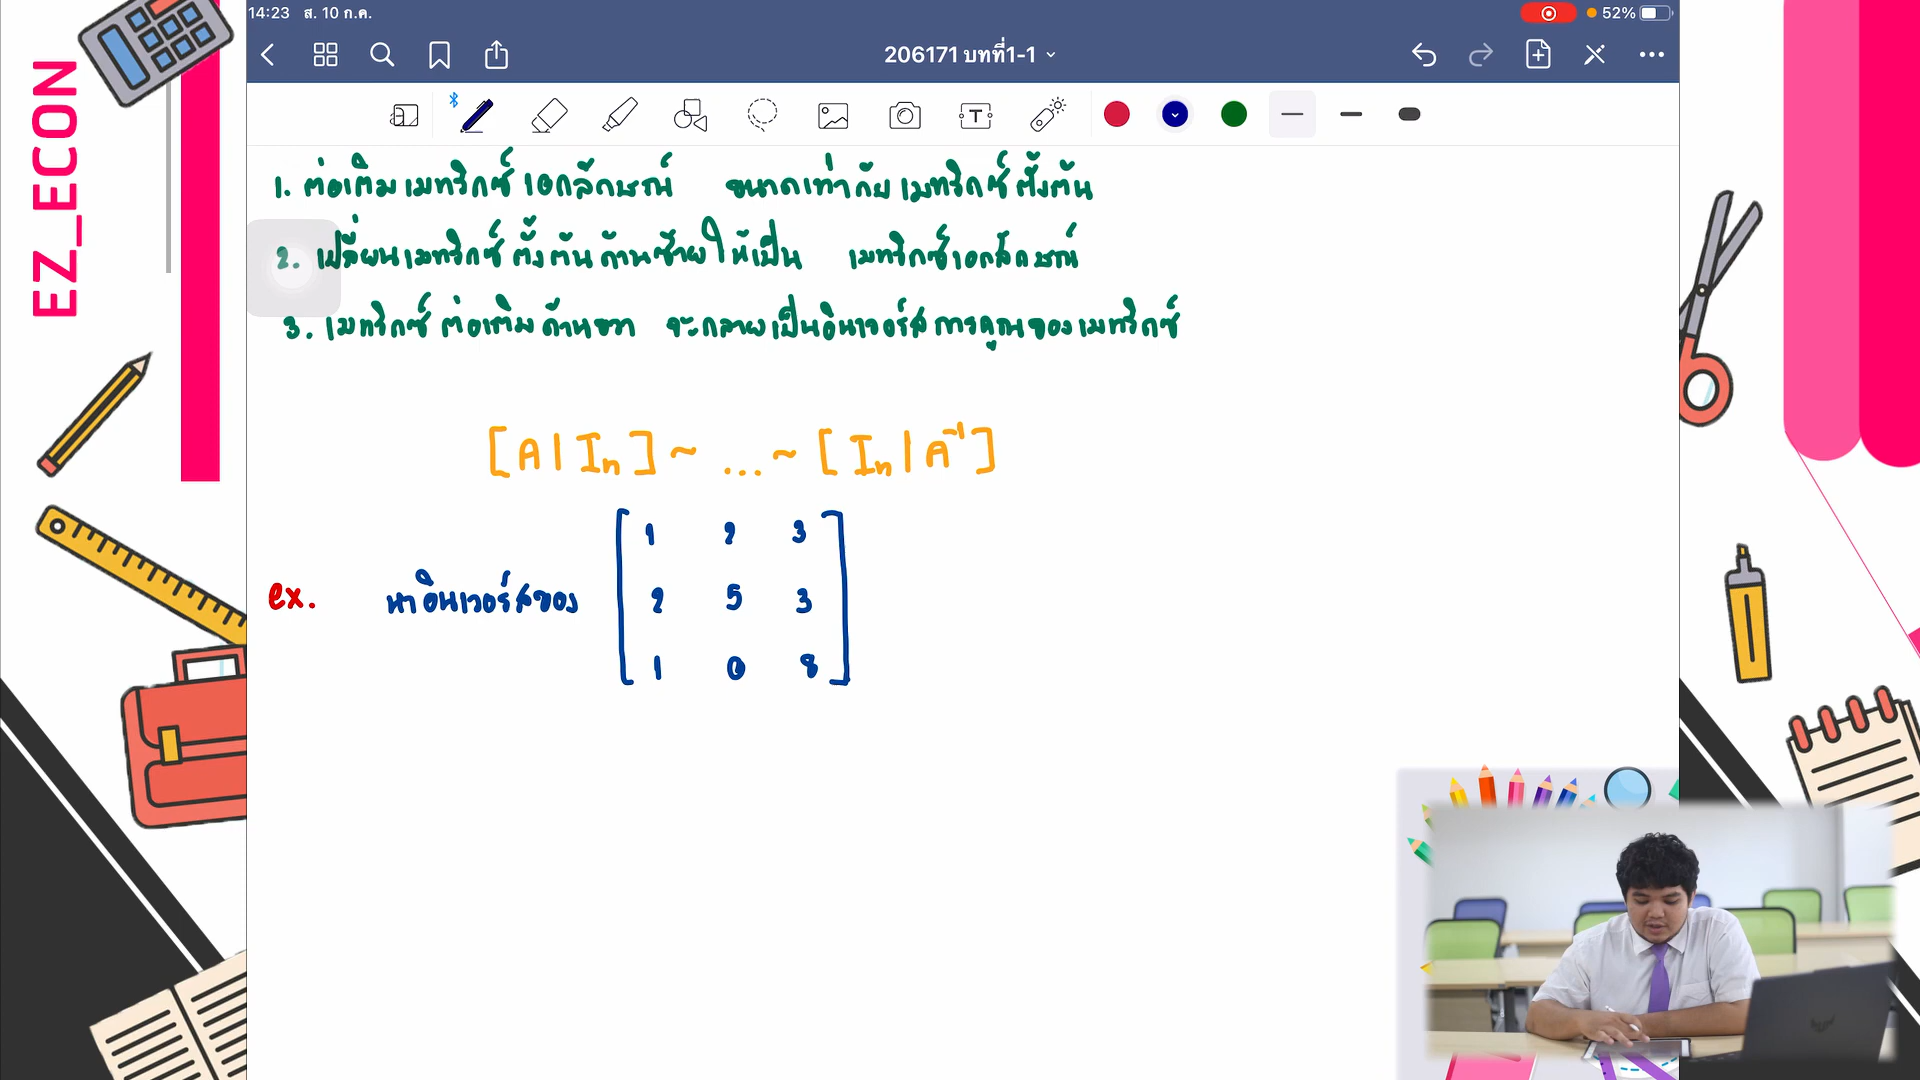 14:23 ส. 10 ก.ค.
52%
206171 บทที่1-1
T
EZ_ECON
1. ต่อเติมเมทริกซ์เอกลักษณ์ ขนาดเท่ากับเมทริกซ์ตั้งต้น
2. เปลี่ยนเมทริกซ์ตั้งต้นด้านซ้ายให้เป็น เมทริกซ์เอกลักษณ์
3. เมทริกซ์ต่อเติมด้านขวา จะกลายเป็นอินเวอร์สการคูณของเมทริกซ์
[A | Iₙ] ~ ... ~ [Iₙ | A⁻¹]
1 2 3
ex. หาอินเวอร์สของ 2 5 3
1 0 8